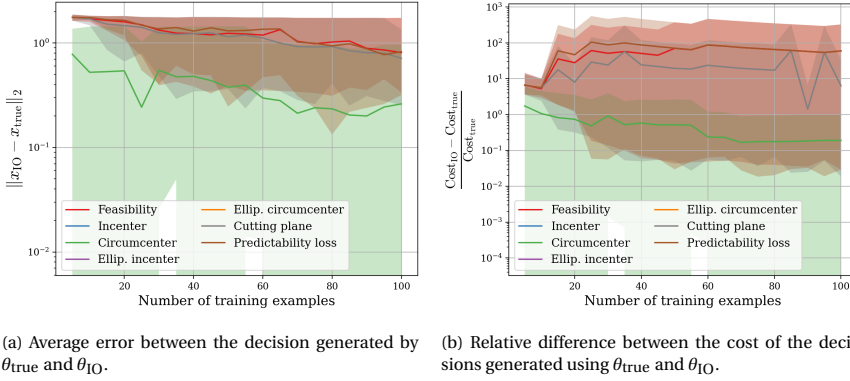 10⁰
10⁻¹
10⁻²
‖x_IO − x_true‖₂
20 40 60 80 100
Number of training examples
Feasibility
Incenter
Circumcenter
Ellip. incenter
Ellip. circumcenter
Cutting plane
Predictability loss
10³
10²
10¹
10⁰
10⁻¹
10⁻²
10⁻³
10⁻⁴
Cost_IO − Cost_true
Cost_true
20 40 60 80 100
Number of training examples
Feasibility
Incenter
Circumcenter
Ellip. incenter
Ellip. circumcenter
Cutting plane
Predictability loss
(a) Average error between the decision generated by
θ_true and θ_IO.
(b) Relative difference between the cost of the deci-
sions generated using θ_true and θ_IO.